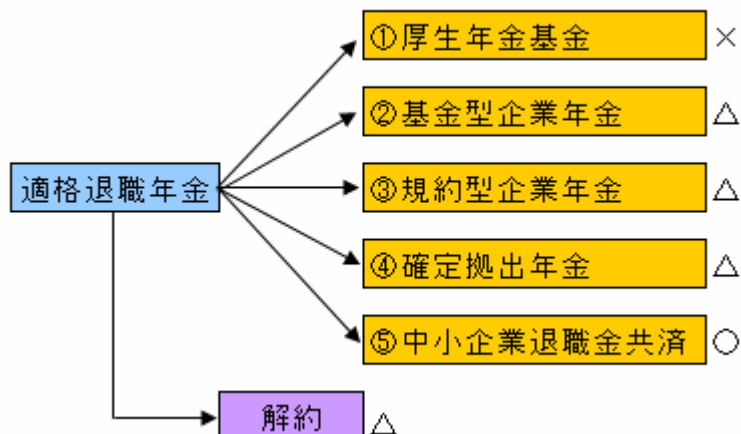 ①厚生年金基金 ×
②基金型企業年金 △
適格退職年金
③規約型企業年金 △
④確定拠出年金 △
⑤中小企業退職金共済 ○
解約 △